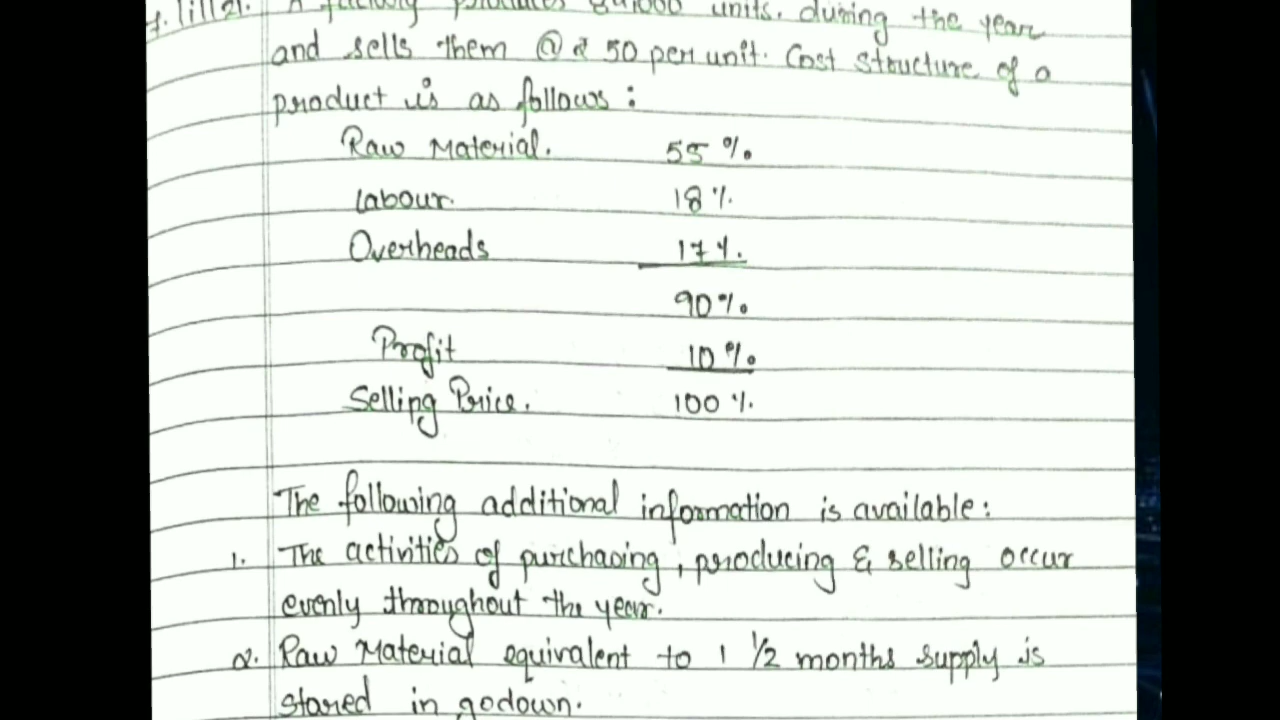 A factory produces 84,000 units. during the year
and sells them @ ₹ 50 per unit. Cost structure of a
product is as follows :
Raw Material. 55 %
Labour. 18 %
Overheads 17 %
90 %
Profit 10 %
Selling Price. 100 %
The following additional information is available :
1. The activities of purchasing, producing & selling occur
evenly throughout the year.
2. Raw Material equivalent to 1 1/2 months supply is
stored in godown.